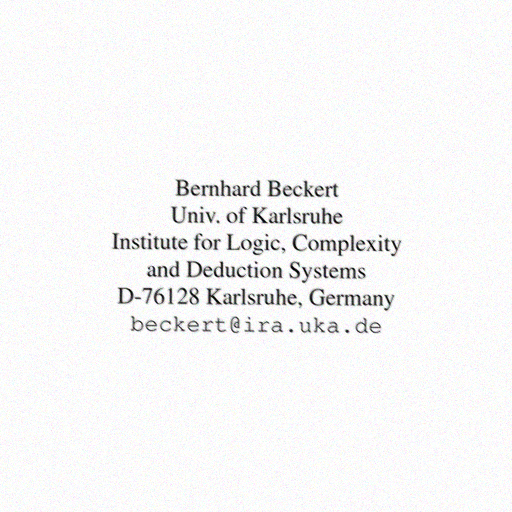 Bernhard Beckert
Univ. of Karlsruhe
Institute for Logic, Complexity
and Deduction Systems
D-76128 Karlsruhe, Germany
beckert@ira.uka.de